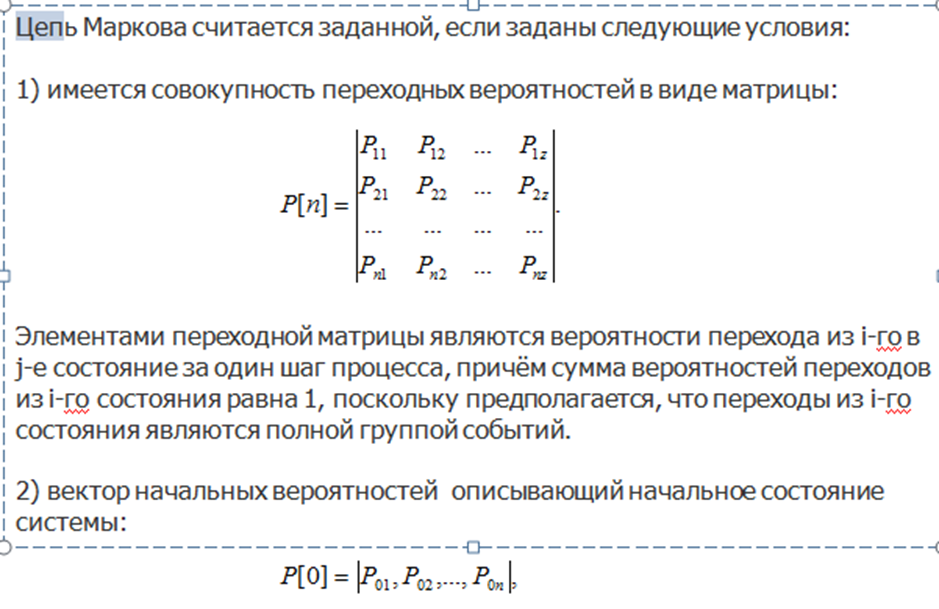 Цепь Маркова считается заданной, если заданы следующие условия:
1) имеется совокупность переходных вероятностей в виде матрицы:
P₁₁ P₁₂ ... P₁z
P₂₁ P₂₂ ... P₂z
P[n] = .
... ... ... ...
Pn1 Pn2 ... Pnz
Элементами переходной матрицы являются вероятности перехода из i-го в
j-е состояние за один шаг процесса, причём сумма вероятностей переходов
из i-го состояния равна 1, поскольку предполагается, что переходы из i-го
состояния являются полной группой событий.
2) вектор начальных вероятностей описывающий начальное состояние
системы:
P[0] = |P₀₁, P₀₂,..., P₀n|,